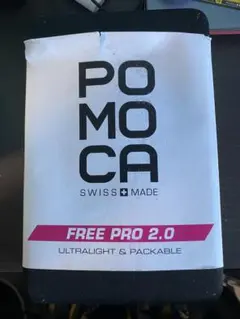 PO
MO
CA
SWISS MADE
FREE PRO 2.0
ULTRALIGHT & PACKABLE